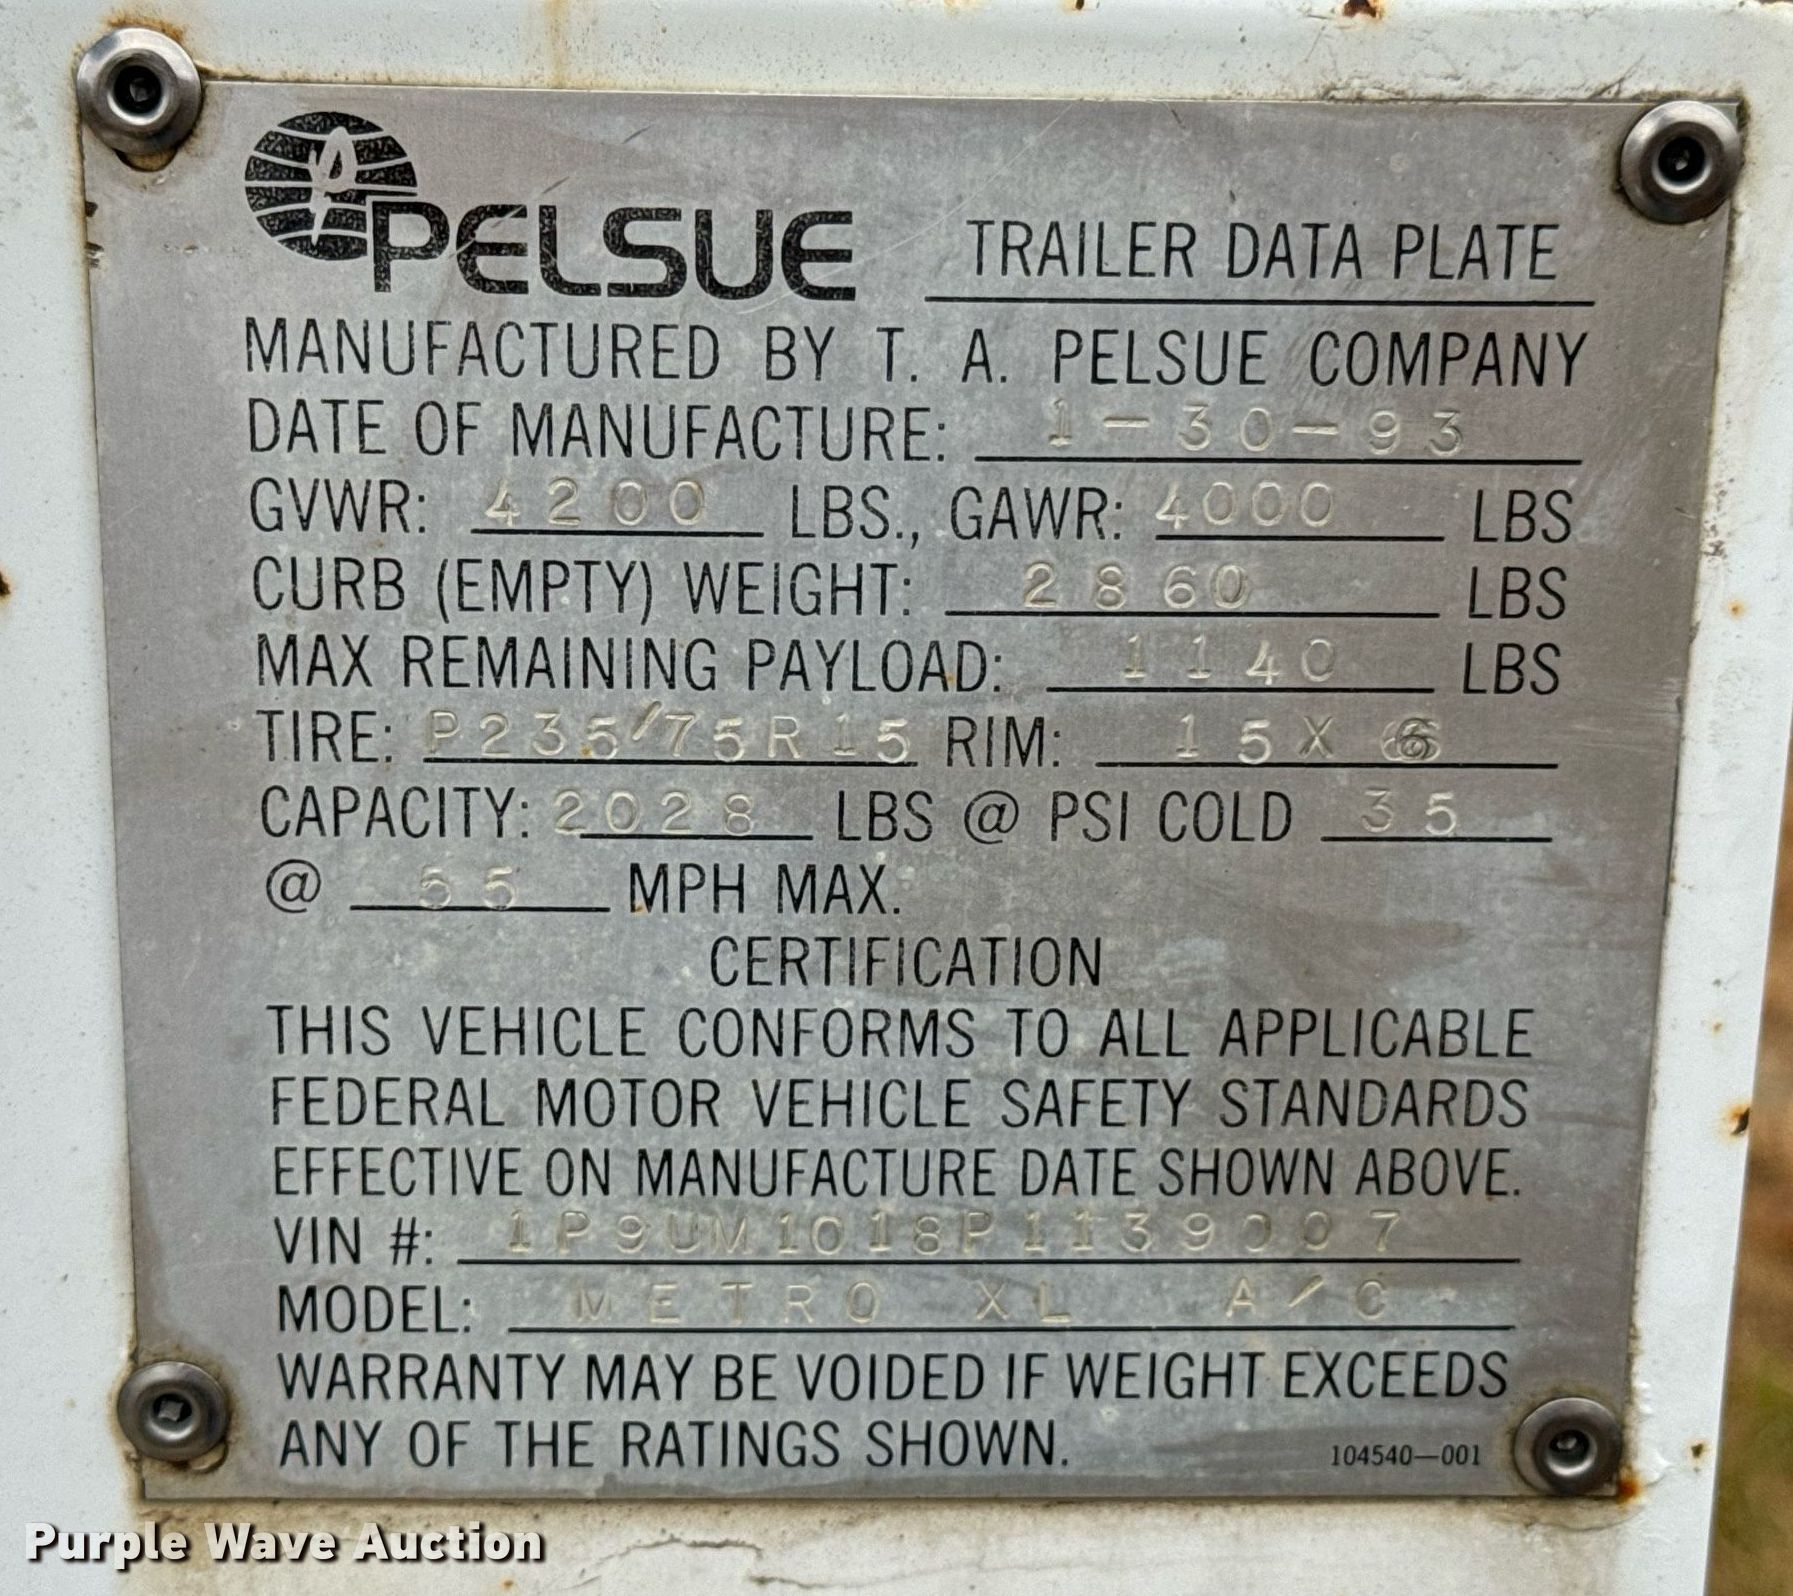 PELSUE TRAILER DATA PLATE
MANUFACTURED BY T. A. PELSUE COMPANY
DATE OF MANUFACTURE: 1-30-93
GVWR: 4200 LBS., GAWR: 4000 LBS
CURB (EMPTY) WEIGHT: 2860 LBS
MAX REMAINING PAYLOAD: 1140 LBS
TIRE: P235/75R15 RIM: 15X6
CAPACITY: 2028 LBS @ PSI COLD 35
@ 55 MPH MAX.
CERTIFICATION
THIS VEHICLE CONFORMS TO ALL APPLICABLE
FEDERAL MOTOR VEHICLE SAFETY STANDARDS
EFFECTIVE ON MANUFACTURE DATE SHOWN ABOVE.
VIN #: 1P9UM1018P1139007
MODEL: METRO XL A/C
WARRANTY MAY BE VOIDED IF WEIGHT EXCEEDS
ANY OF THE RATINGS SHOWN.
104540—001
Purple Wave Auction